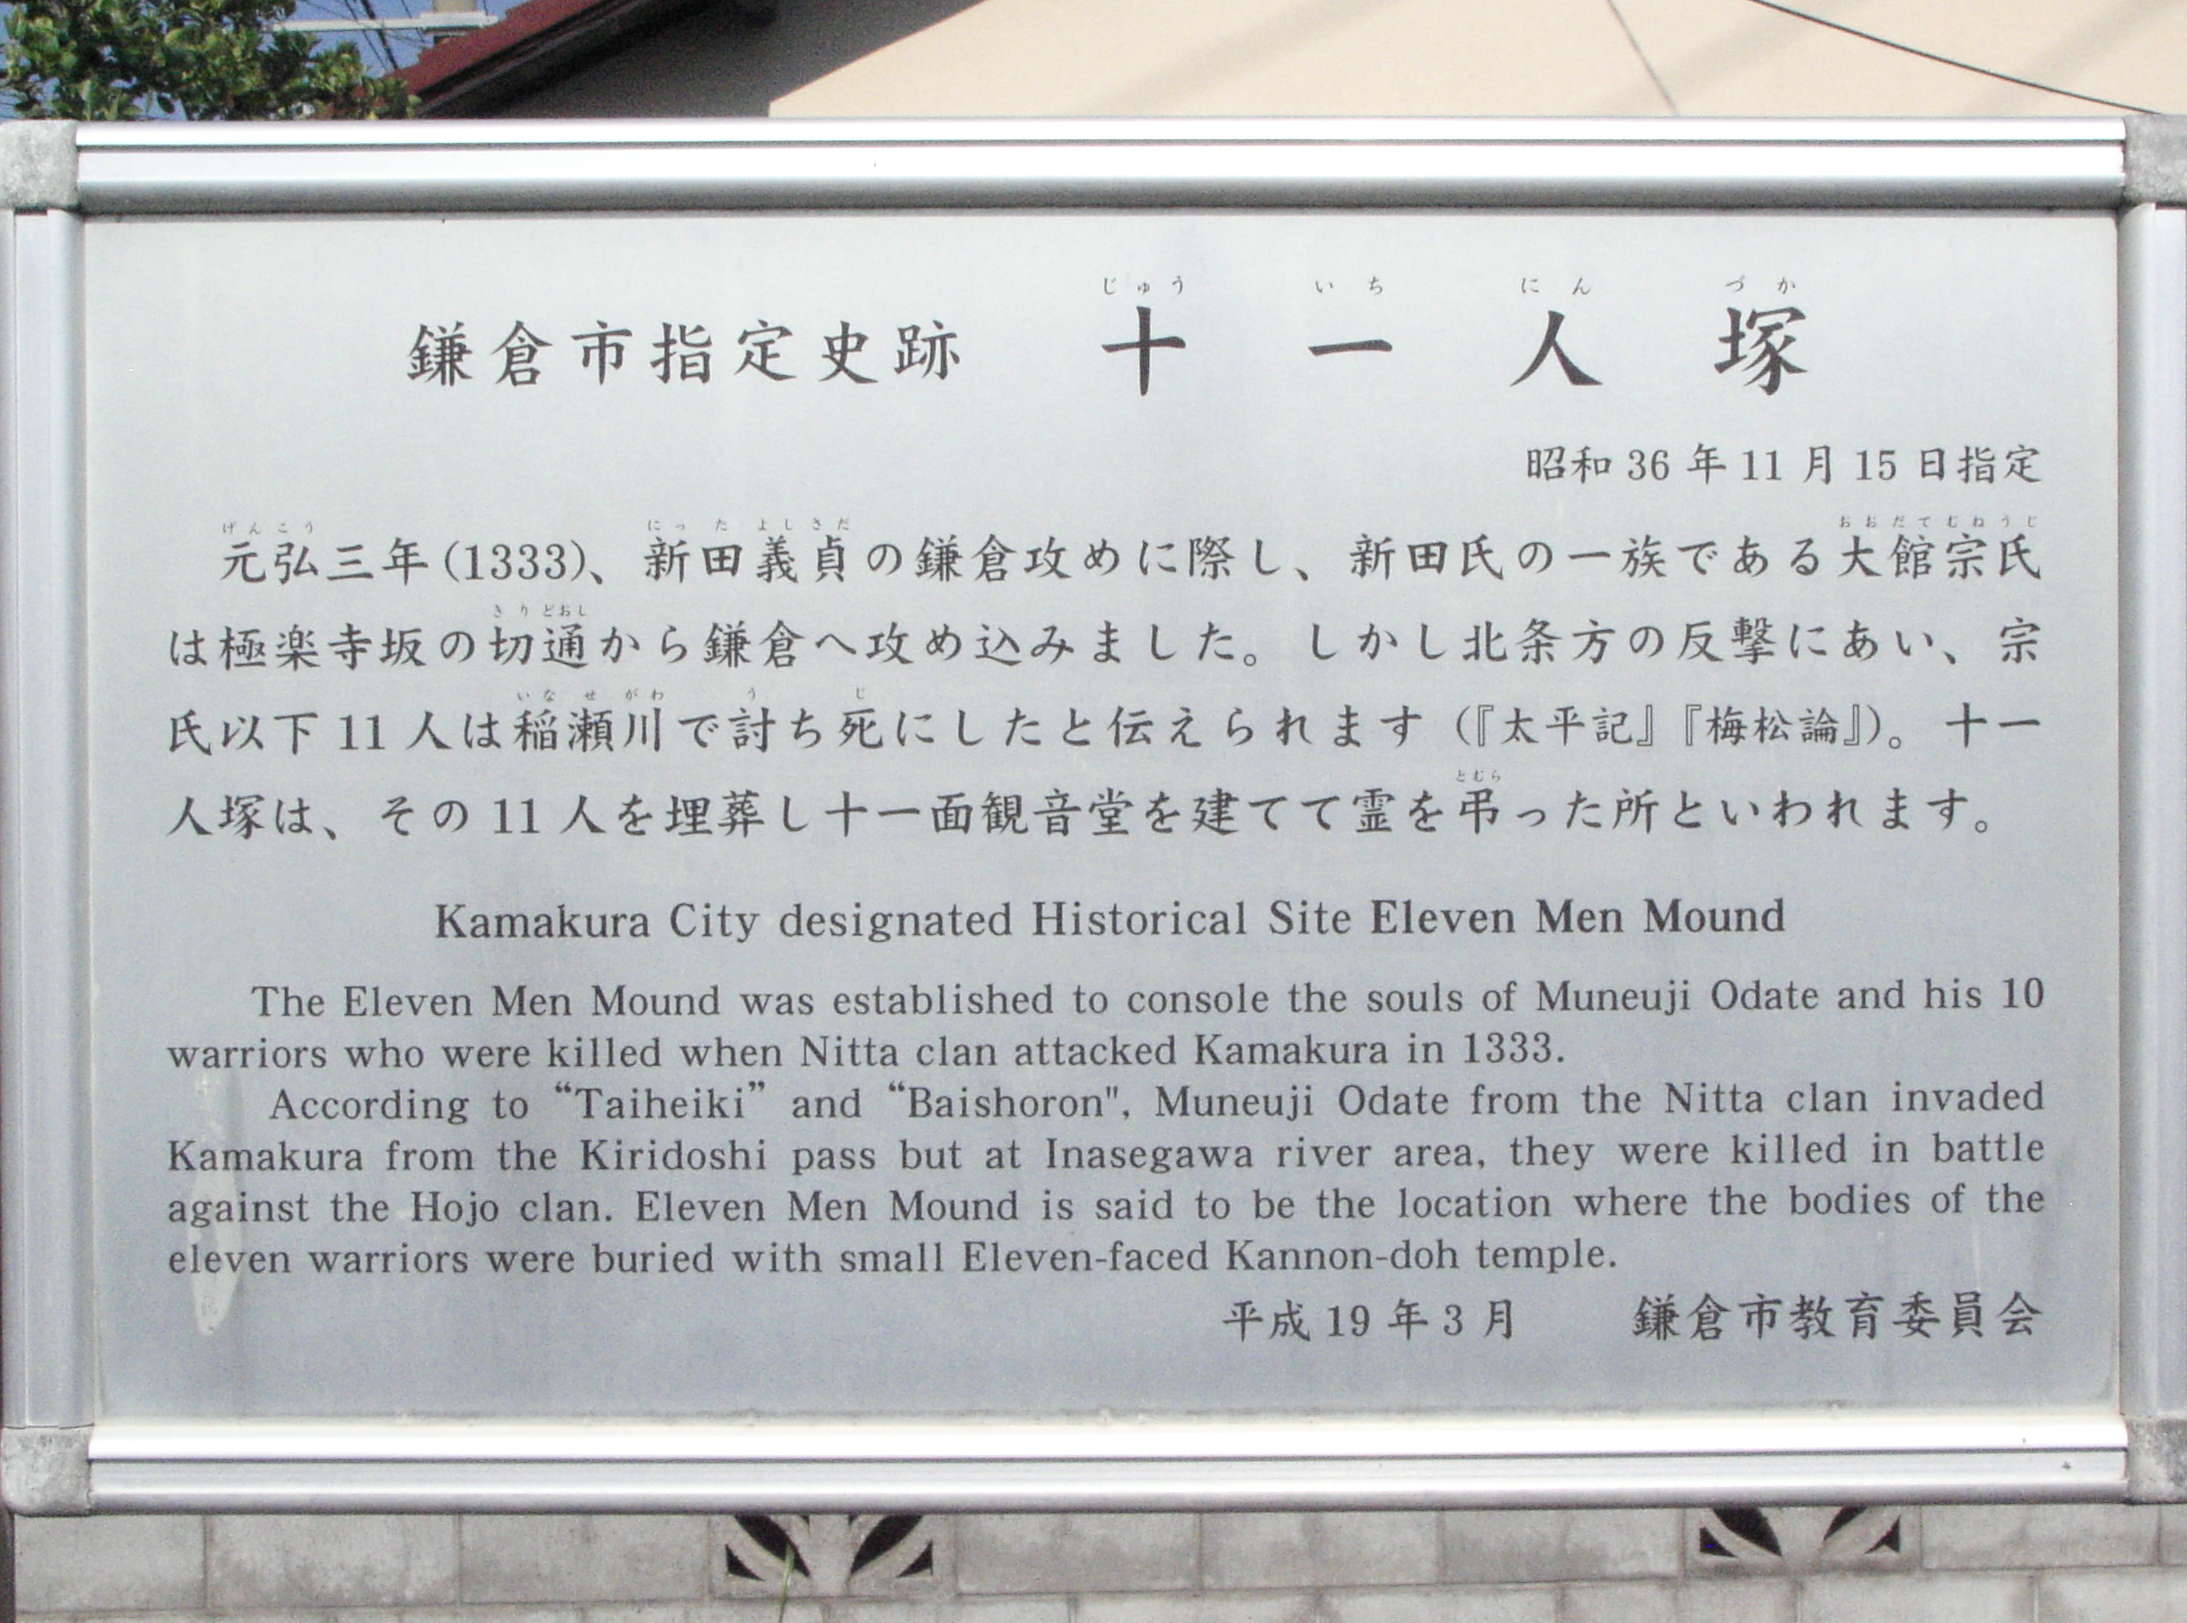 鎌倉市指定史跡 十一人塚
じゅう いち にん づか
昭和36年11月15日指定
げんこう にった よしさだ おおだてむねうじ
元弘三年(1333)、新田義貞の鎌倉攻めに際し、新田氏の一族である大館宗氏
きりどおし
は極楽寺坂の切通から鎌倉へ攻め込みました。しかし北条方の反撃にあい、宗
いなせがわ う じ
氏以下11人は稲瀬川で討ち死にしたと伝えられます(『太平記』『梅松論』)。十一
とむら
人塚は、その11人を埋葬し十一面観音堂を建てて霊を弔った所といわれます。
Kamakura City designated Historical Site Eleven Men Mound
The Eleven Men Mound was established to console the souls of Muneuji Odate and his 10
warriors who were killed when Nitta clan attacked Kamakura in 1333.
According to “Taiheiki” and “Baishoron", Muneuji Odate from the Nitta clan invaded
Kamakura from the Kiridoshi pass but at Inasegawa river area, they were killed in battle
against the Hojo clan. Eleven Men Mound is said to be the location where the bodies of the
eleven warriors were buried with small Eleven-faced Kannon-doh temple.
平成19年3月 鎌倉市教育委員会